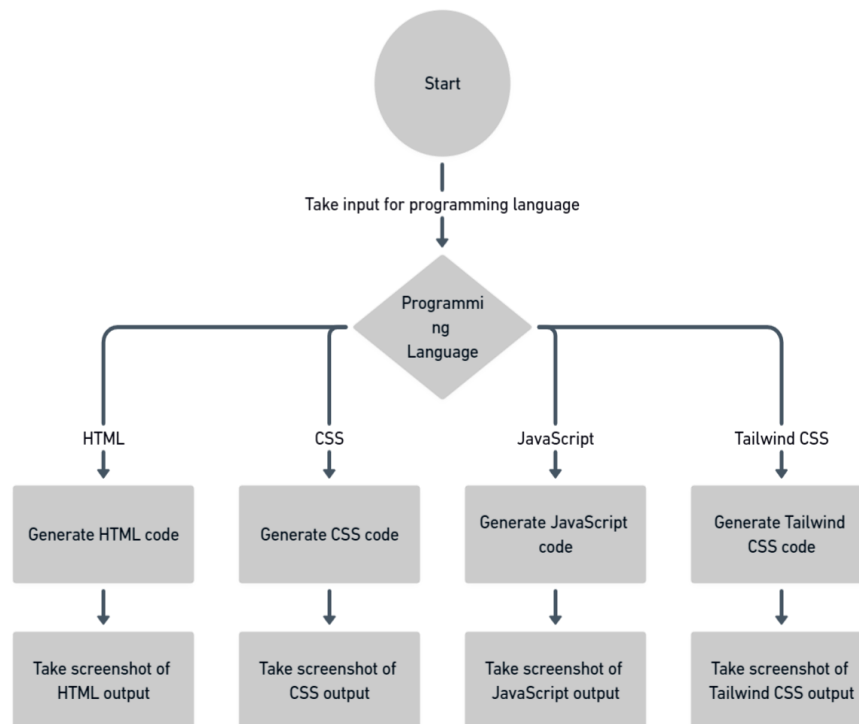 Start
Take input for programming language
Programmi
ng
Language
HTML
CSS
JavaScript
Tailwind CSS
Generate HTML code
Generate CSS code
Generate JavaScript
code
Generate Tailwind
CSS code
Take screenshot of
HTML output
Take screenshot of
CSS output
Take screenshot of
JavaScript output
Take screenshot of
Tailwind CSS output